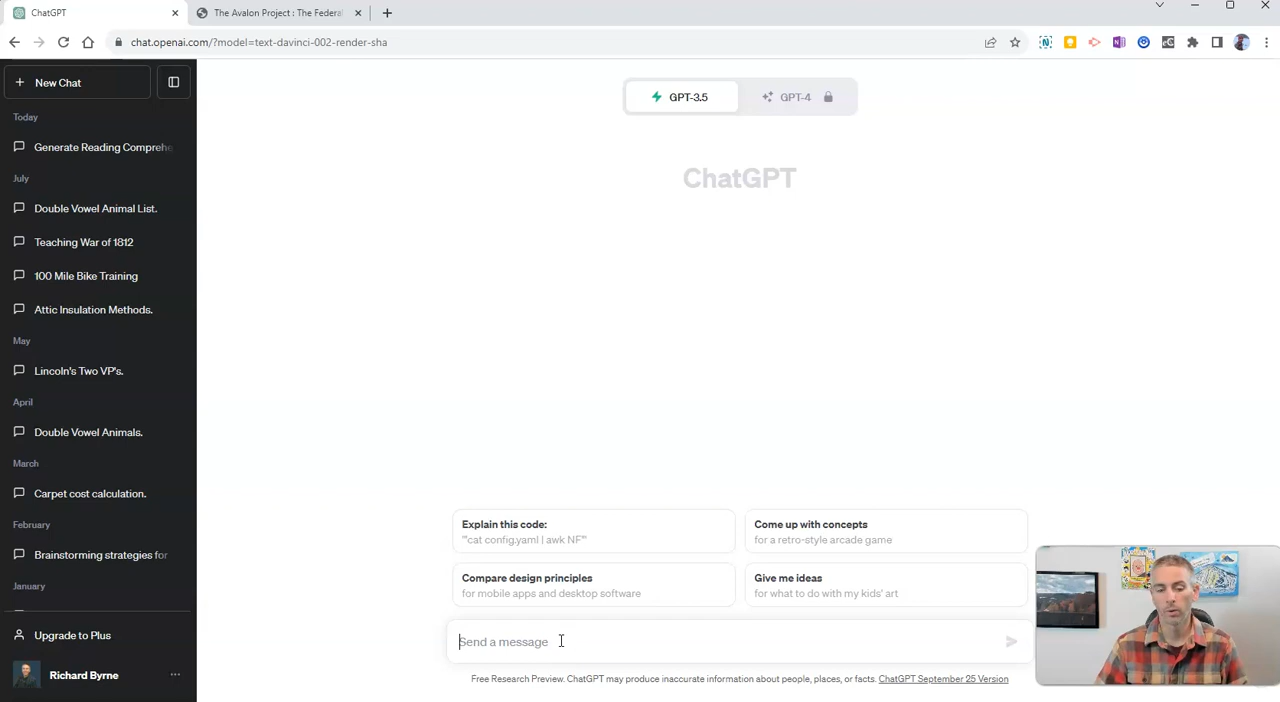 ChatGPT
The Avalon Project : The Federal
chat.openai.com/?model=text-davinci-002-render-sha
New Chat
Today
Generate Reading Comprehe
July
Double Vowel Animal List.
Teaching War of 1812
100 Mile Bike Training
Attic Insulation Methods.
May
Lincoln's Two VP's.
April
Double Vowel Animals.
March
Carpet cost calculation.
February
Brainstorming strategies for
January
Upgrade to Plus
Richard Byrne
GPT-3.5
GPT-4
ChatGPT
Explain this code:
"`cat config.yaml | awk NF`"
Come up with concepts
for a retro-style arcade game
Compare design principles
for mobile apps and desktop software
Give me ideas
for what to do with my kids' art
Send a message
Free Research Preview. ChatGPT may produce inaccurate information about people, places, or facts. ChatGPT September 25 Version